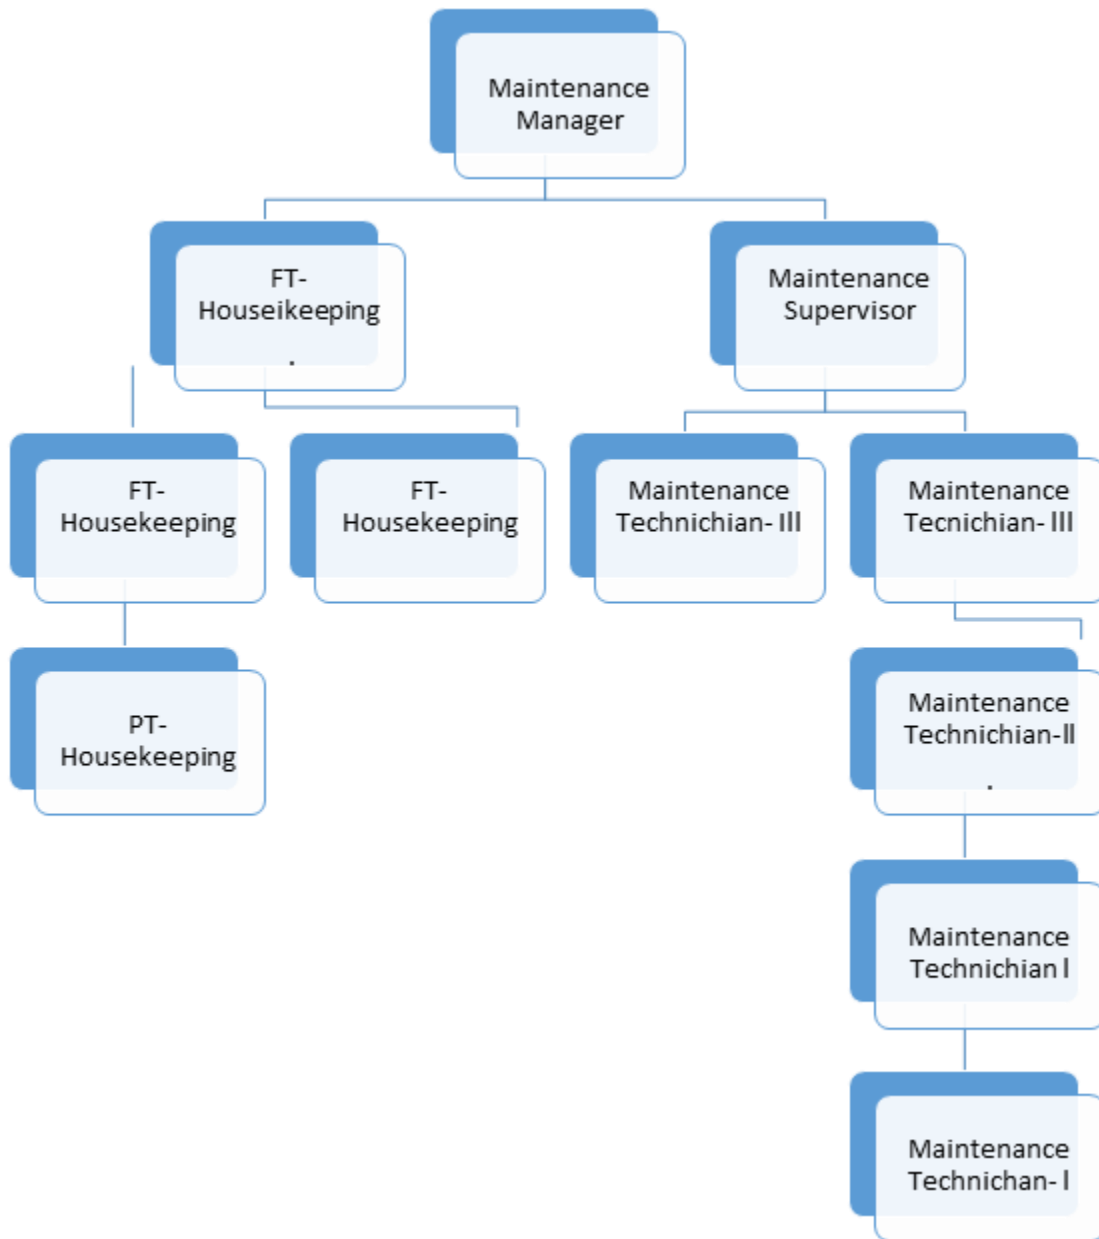 Maintenance
Manager
FT-
Houseikeeping
.
Maintenance
Supervisor
FT-
Housekeeping
FT-
Housekeeping
Maintenance
Technichian- III
Maintenance
Tecnichian- III
PT-
Housekeeping
Maintenance
Technichian-II
.
Maintenance
Technichian I
Maintenance
Technichan- I